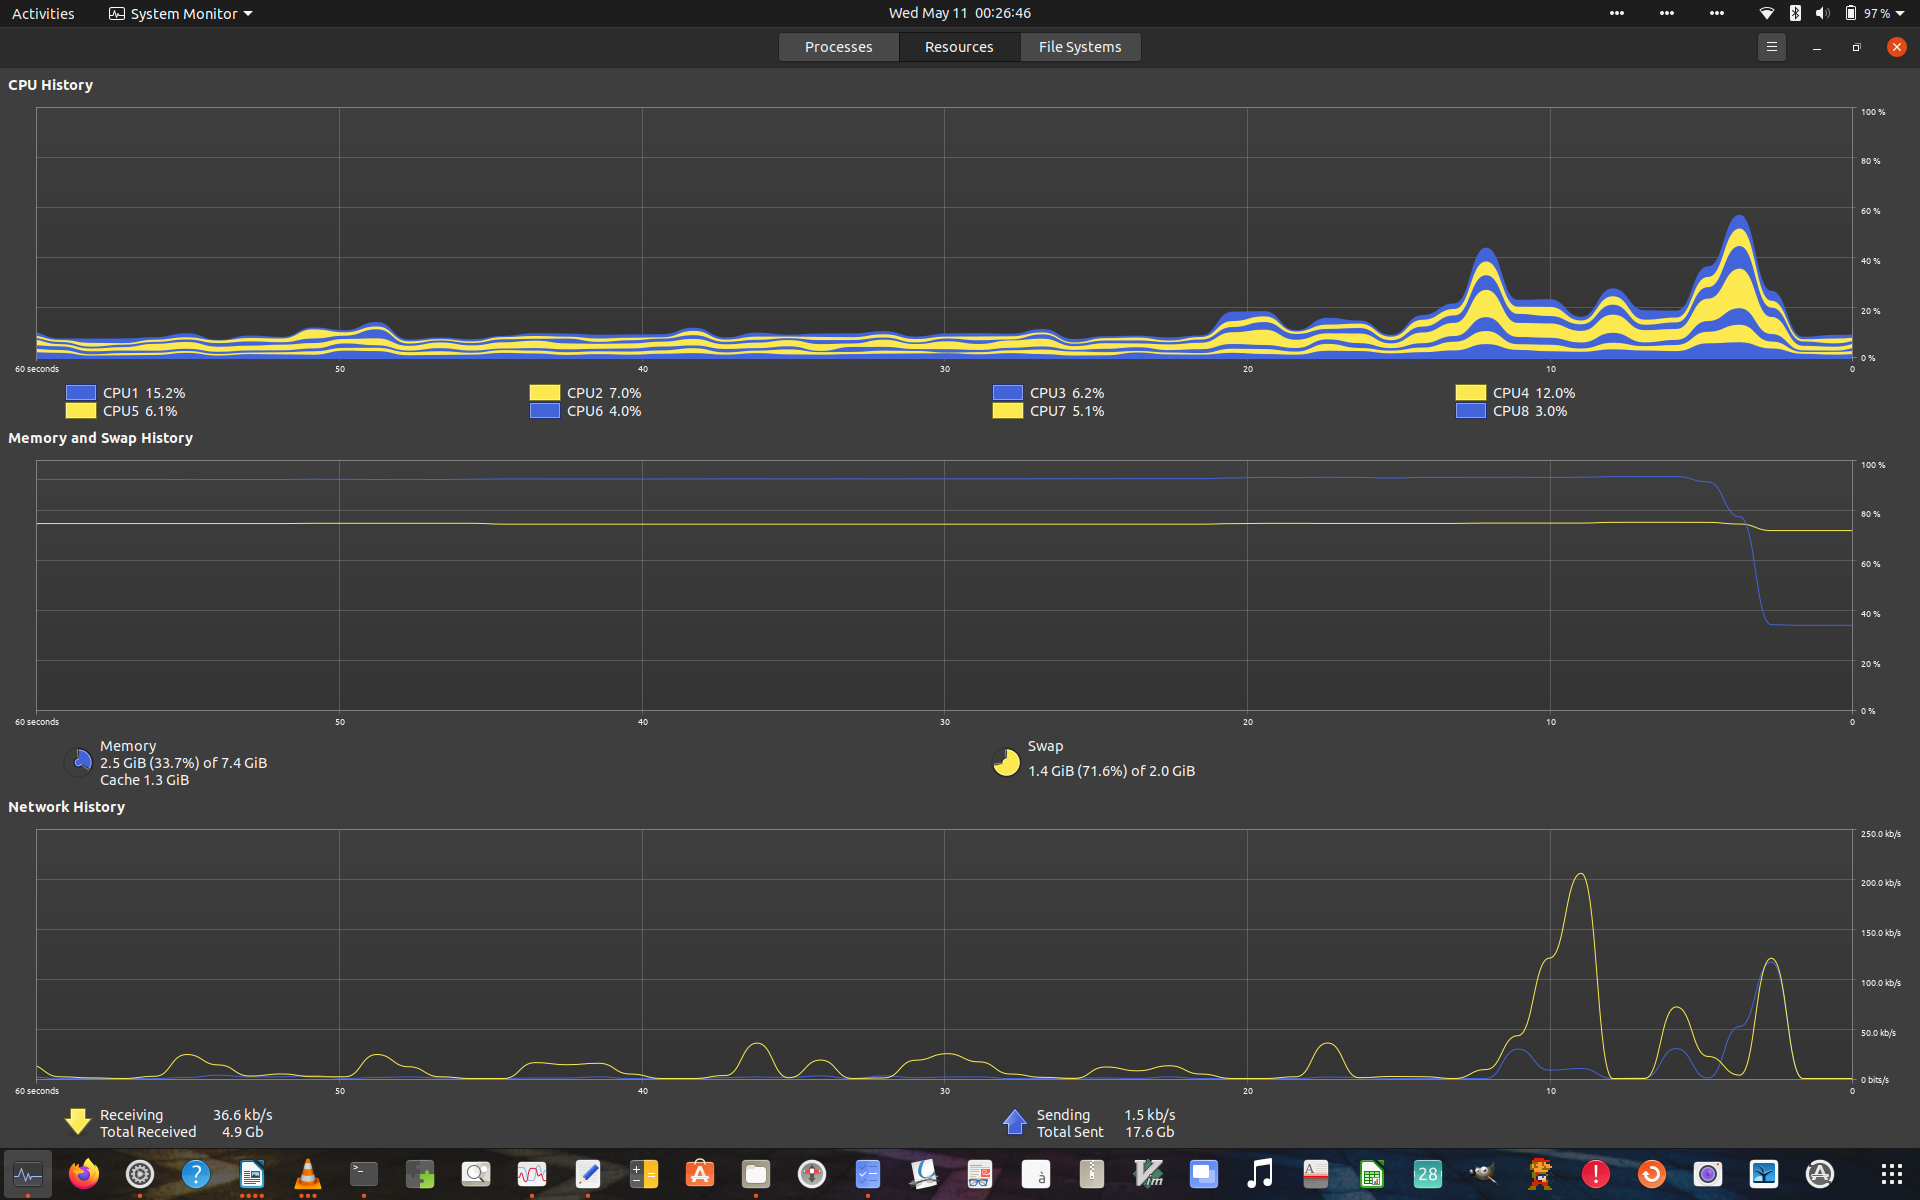 Activities System Monitor Wed May 11 00:26:46 97 %
Processes Resources File Systems
CPU History
100 %
80 %
60 %
40 %
20 %
0 %
60 seconds 50 40 30 20 10 0
CPU1 15.2% CPU2 7.0% CPU3 6.2% CPU4 12.0%
CPU5 6.1% CPU6 4.0% CPU7 5.1% CPU8 3.0%
Memory and Swap History
100 %
80 %
60 %
40 %
20 %
0 %
60 seconds 50 40 30 20 10 0
Memory Swap
2.5 GiB (33.7%) of 7.4 GiB 1.4 GiB (71.6%) of 2.0 GiB
Cache 1.3 GiB
Network History
250.0 kb/s
200.0 kb/s
150.0 kb/s
100.0 kb/s
50.0 kb/s
0 bits/s
60 seconds 50 40 30 20 10 0
Receiving 36.6 kb/s Sending 1.5 kb/s
Total Received 4.9 Gb Total Sent 17.6 Gb
? >_ A à Vim A 28 !